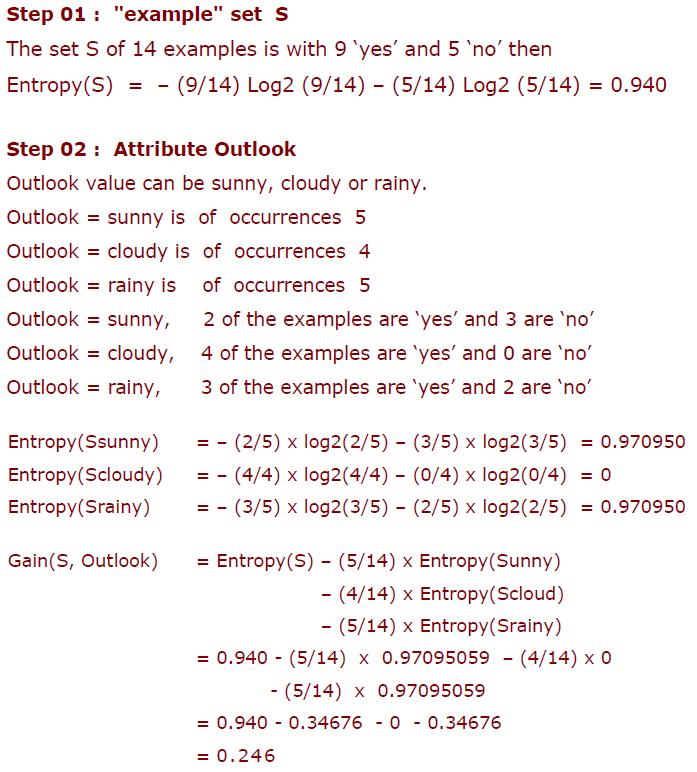 Step 01 : "example" set S
The set S of 14 examples is with 9 ‘yes’ and 5 ‘no’ then
Entropy(S) = – (9/14) Log2 (9/14) – (5/14) Log2 (5/14) = 0.940
Step 02 : Attribute Outlook
Outlook value can be sunny, cloudy or rainy.
Outlook = sunny is of occurrences 5
Outlook = cloudy is of occurrences 4
Outlook = rainy is of occurrences 5
Outlook = sunny, 2 of the examples are ‘yes’ and 3 are ‘no’
Outlook = cloudy, 4 of the examples are ‘yes’ and 0 are ‘no’
Outlook = rainy, 3 of the examples are ‘yes’ and 2 are ‘no’
Entropy(Ssunny) = – (2/5) x log2(2/5) – (3/5) x log2(3/5) = 0.970950
Entropy(Scloudy) = – (4/4) x log2(4/4) – (0/4) x log2(0/4) = 0
Entropy(Srainy) = – (3/5) x log2(3/5) – (2/5) x log2(2/5) = 0.970950
Gain(S, Outlook) = Entropy(S) – (5/14) x Entropy(Sunny)
– (4/14) x Entropy(Scloud)
– (5/14) x Entropy(Srainy)
= 0.940 - (5/14) x 0.97095059 – (4/14) x 0
- (5/14) x 0.97095059
= 0.940 - 0.34676 - 0 - 0.34676
= 0.246